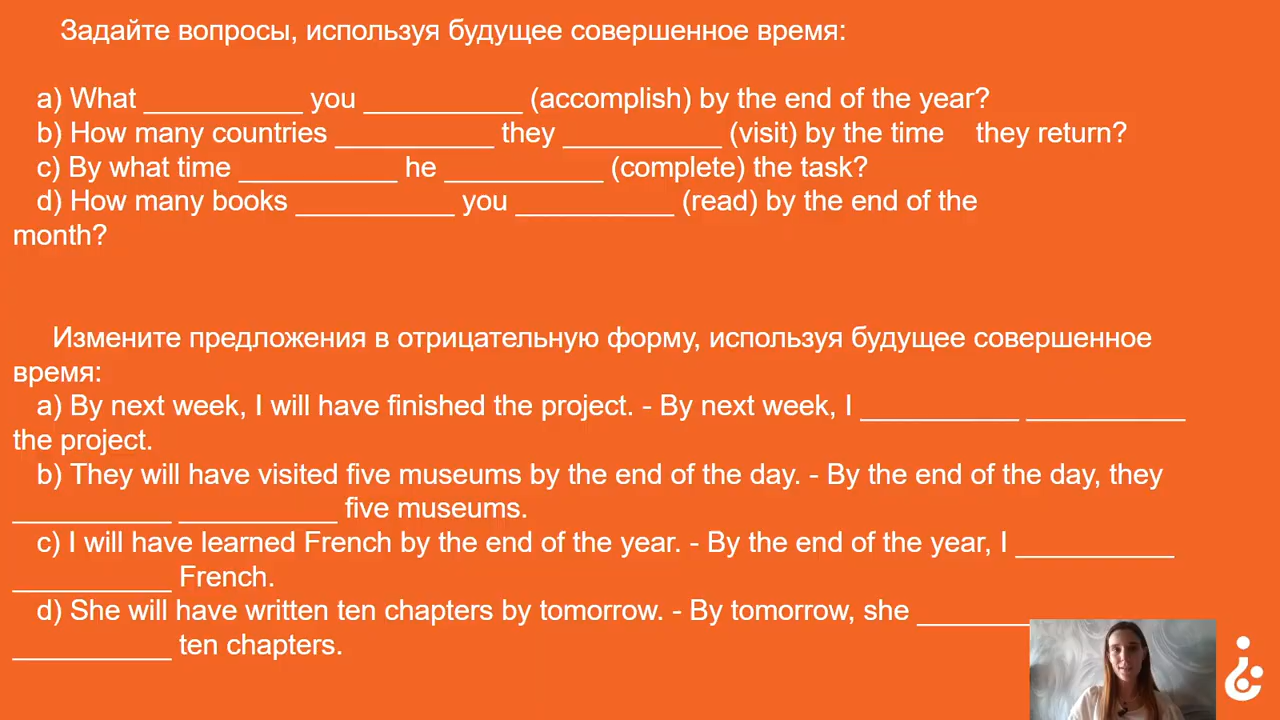 Задайте вопросы, используя будущее совершенное время:
a) What __________ you __________ (accomplish) by the end of the year?
b) How many countries __________ they __________ (visit) by the time they return?
c) By what time __________ he __________ (complete) the task?
d) How many books __________ you __________ (read) by the end of the
month?
Измените предложения в отрицательную форму, используя будущее совершенное
время:
a) By next week, I will have finished the project. - By next week, I __________ __________
the project.
b) They will have visited five museums by the end of the day. - By the end of the day, they
__________ __________ five museums.
c) I will have learned French by the end of the year. - By the end of the year, I __________
__________ French.
d) She will have written ten chapters by tomorrow. - By tomorrow, she __________
__________ ten chapters.